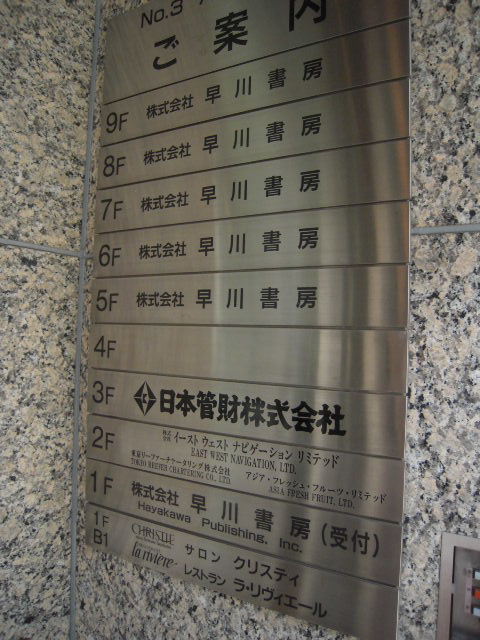 No.3
ご案内
9F 株式会社 早川書房
8F 株式会社 早川書房
7F 株式会社 早川書房
6F 株式会社 早川書房
5F 株式会社 早川書房
4F
3F 日本管財株式会社
2F 株式会社 イースト ウェスト ナビゲーション リミテッド
EAST WEST NAVIGATION, LTD.
東京リーファーチャータリング株式会社 アジア・フレッシュ・フルーツ・リミテッド
TOKYO REEFER CHARTERING CO., LTD. ASIA FRESH FRUIT, LTD.
1F 株式会社 早川書房(受付)
Hayakawa Publishing, Inc.
1F CHRISTIE サロン クリスティ
B1 la rivière レストラン ラ・リヴィエール